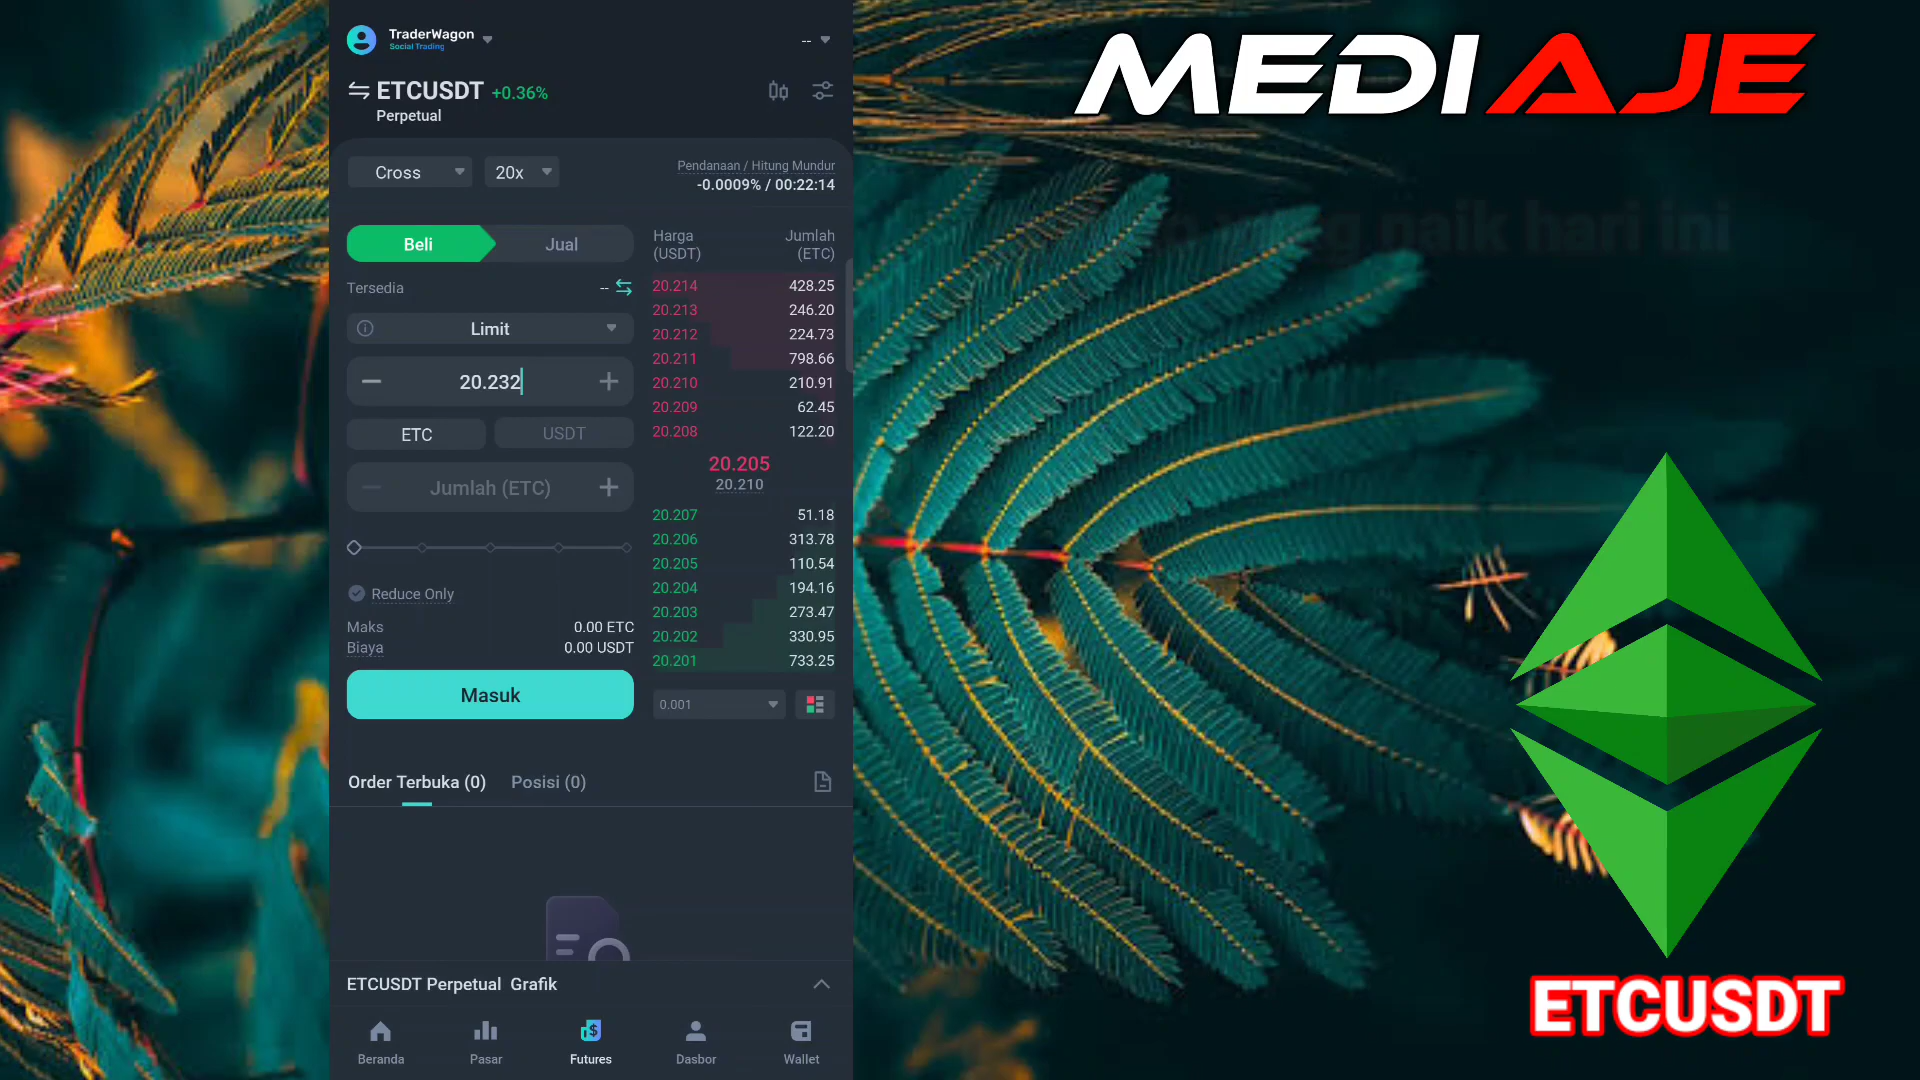 TraderWagon
Social Trading
--
ETCUSDT +0.36%
Perpetual
Cross
20x
Pendanaan / Hitung Mundur
-0.0009% / 00:22:14
Beli
Jual
Tersedia
--
Limit
20.232
ETC
USDT
Jumlah (ETC)
Reduce Only
Maks
0.00 ETC
Biaya
0.00 USDT
Masuk
Harga
(USDT)
Jumlah
(ETC)
20.214 428.25
20.213 246.20
20.212 224.73
20.211 798.66
20.210 210.91
20.209 62.45
20.208 122.20
20.205
20.210
20.207 51.18
20.206 313.78
20.205 110.54
20.204 194.16
20.203 273.47
20.202 330.95
20.201 733.25
0.001
Order Terbuka (0)
Posisi (0)
ETCUSDT Perpetual Grafik
Beranda
Pasar
Futures
Dasbor
Wallet
MEDIAJE
naik hari ini
ETCUSDT